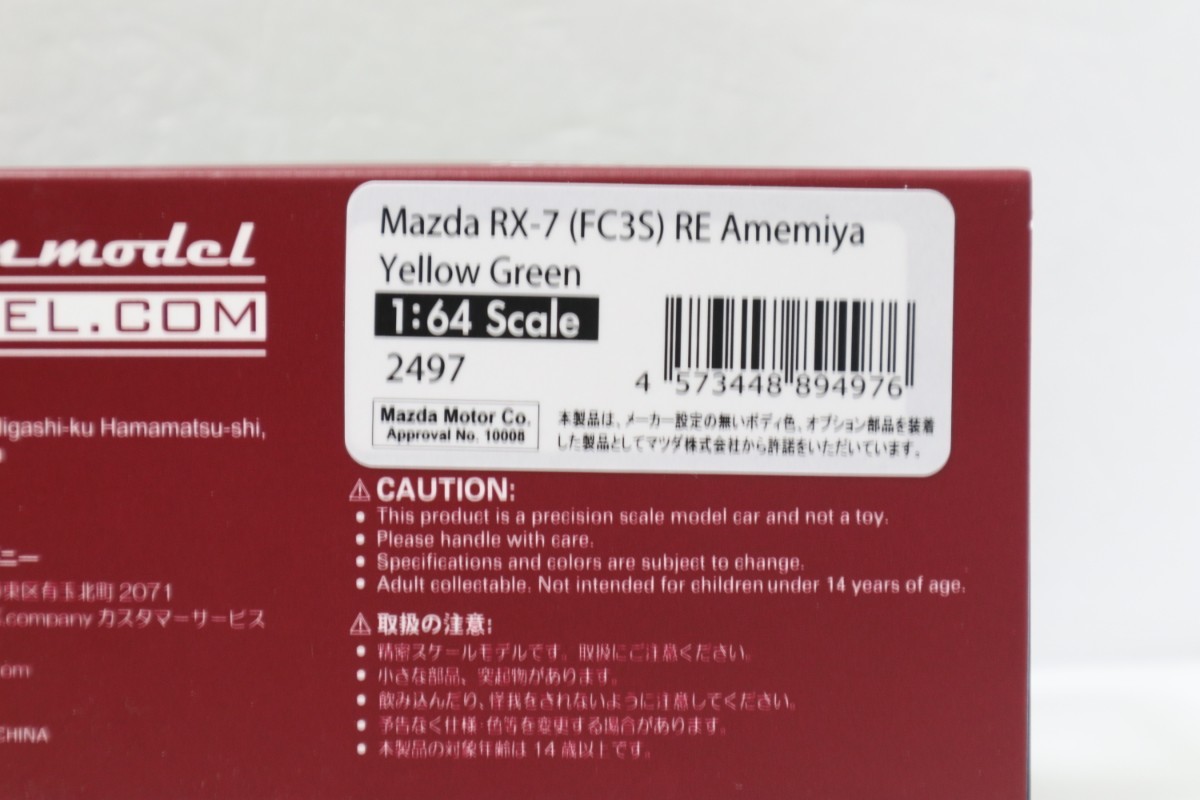 model
EL.COM
Higashi-ku Hamamatsu-shi,
ニー
東区有玉北町 2071
company カスタマーサービス
om
CHINA
Mazda RX-7 (FC3S) RE Amemiya
Yellow Green
1:64 Scale
2497
4 573448 894976
Mazda Motor Co.
Approval No. 10008
本製品は、メーカー設定の無いボディ色、オプション部品を装着
した製品としてマツダ株式会社から許諾をいただいています。
⚠ CAUTION:
• This product is a precision scale model car and not a toy.
• Please handle with care.
• Specifications and colors are subject to change.
• Adult collectable. Not intended for children under 14 years of age.
⚠ 取扱の注意:
• 精密スケールモデルです。取扱にご注意ください。
• 小さな部品、突起物があります。
• 飲み込んだり、怪我をされないように注意してください。
• 予告なく仕様・色等を変更する場合があります。
• 本製品の対象年齢は 14 歳以上です。